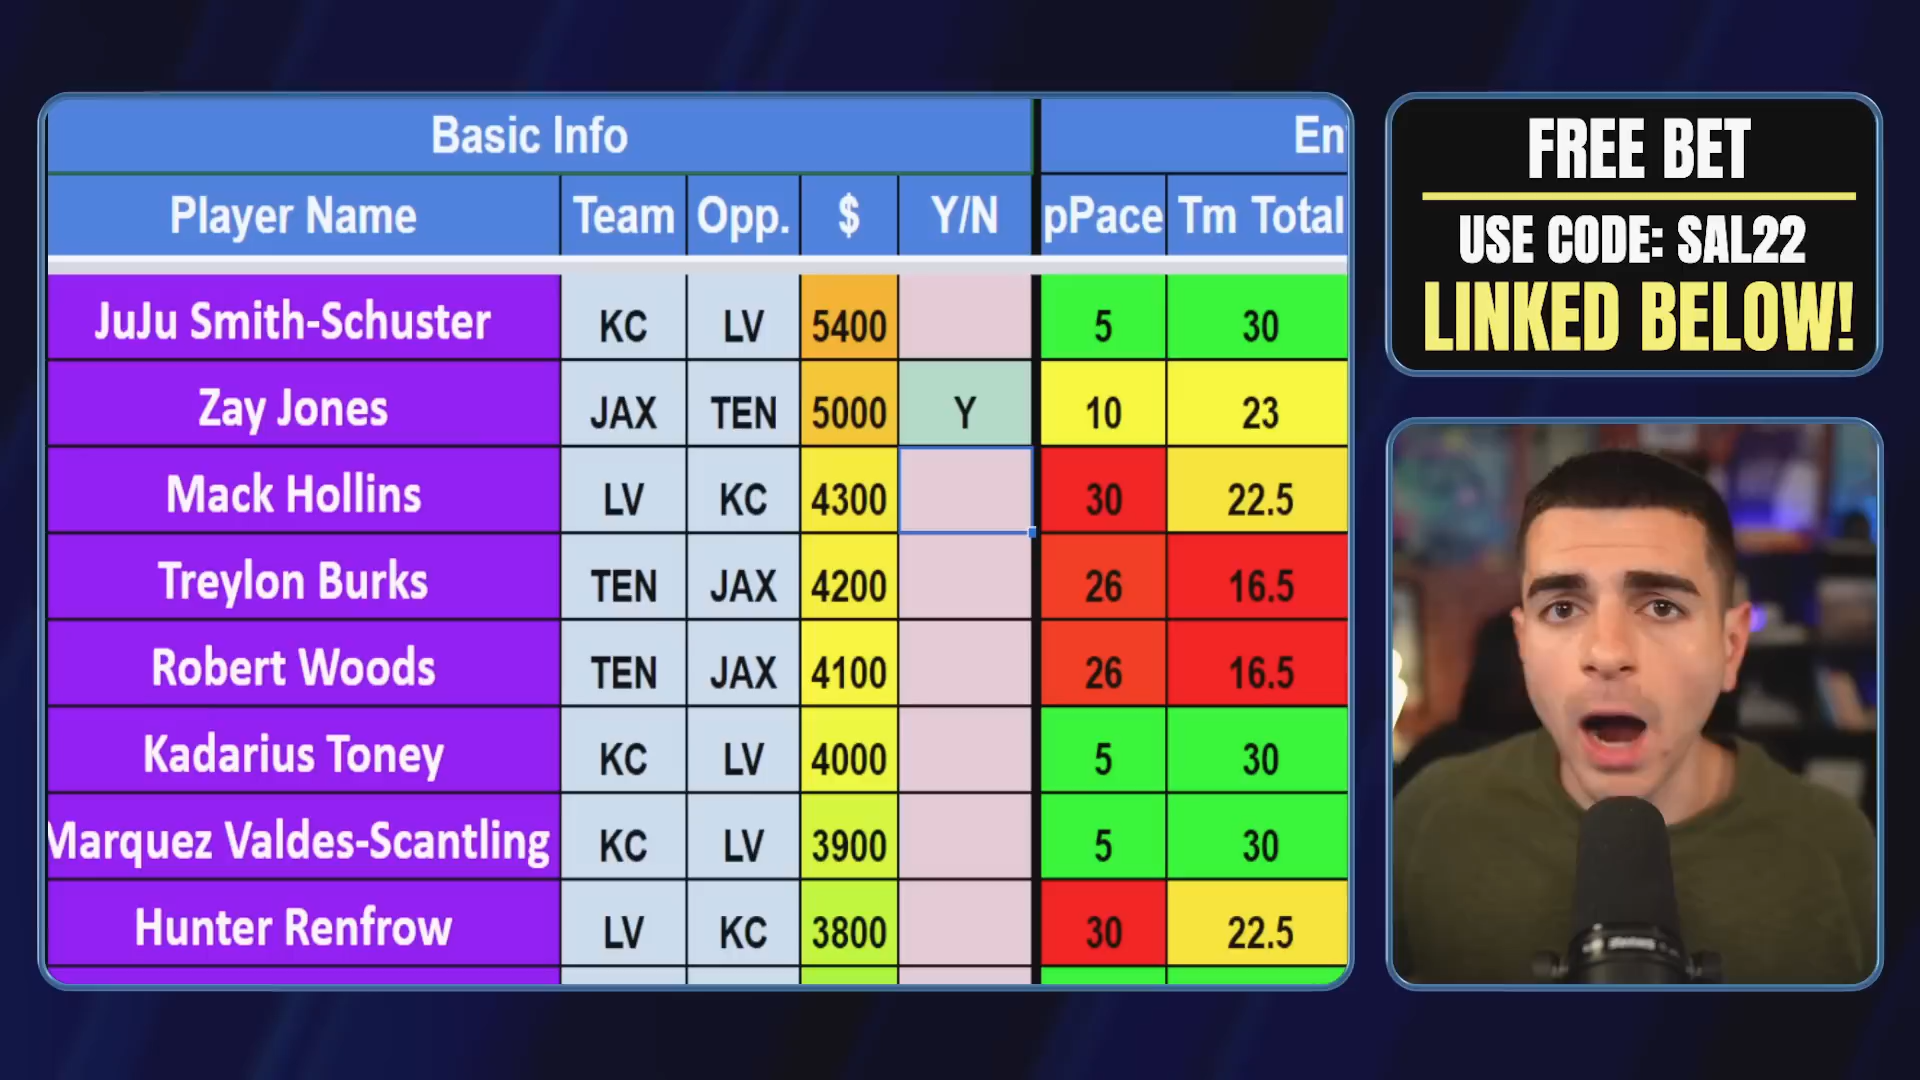 Basic Info En
Player Name Team Opp. $ Y/N pPace Tm Total
JuJu Smith-Schuster KC LV 5400 5 30
Zay Jones JAX TEN 5000 Y 10 23
Mack Hollins LV KC 4300 30 22.5
Treylon Burks TEN JAX 4200 26 16.5
Robert Woods TEN JAX 4100 26 16.5
Kadarius Toney KC LV 4000 5 30
Marquez Valdes-Scantling KC LV 3900 5 30
Hunter Renfrow LV KC 3800 30 22.5
FREE BET
USE CODE: SAL22
LINKED BELOW!